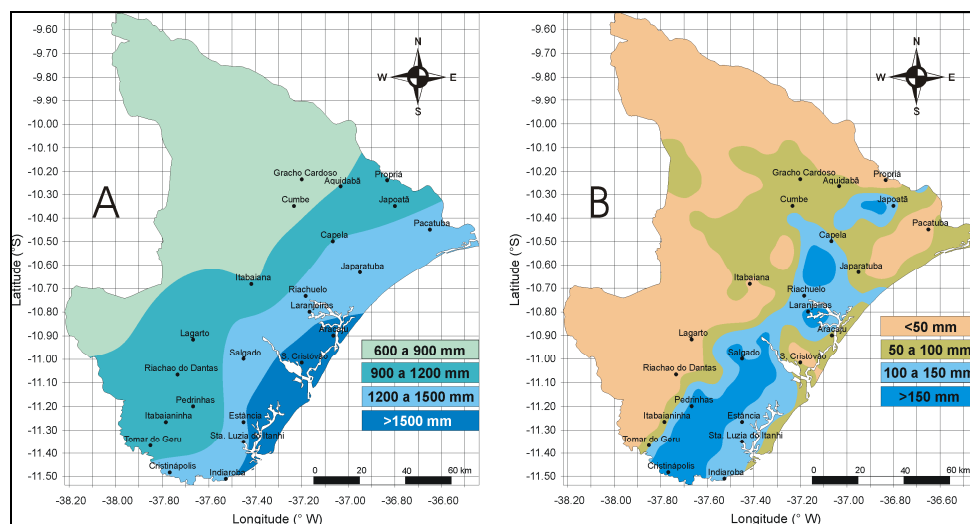 A
N
W E
S
-9.60
-9.70
-9.80
-9.90
-10.00
-10.10
-10.20
-10.30
-10.40
-10.50
-10.60
-10.70
-10.80
-10.90
-11.00
-11.10
-11.20
-11.30
-11.40
-11.50
Latitude (°S)
Gracho Cardoso
Propriá
Aquidabã
Cumbe
Japoatã
Pacatuba
Capela
Japaratuba
Itabaiana
Riachuelo
Laranjeiras
Lagarto
Aracaju
Salgado
S. Cristovão
Riachao do Dantas
Pedrinhas
Itabaianinha
Estância
Tomar do Geru
Sta. Luzia do Itanhi
Cristinápolis
Indiaroba
600 a 900 mm
900 a 1200 mm
1200 a 1500 mm
>1500 mm
0 20 40 60 km
-38.20 -38.00 -37.80 -37.60 -37.40 -37.20 -37.00 -36.80 -36.60
Longitude (° W)
B
N
W E
S
-9.60
-9.70
-9.80
-9.90
-10.00
-10.10
-10.20
-10.30
-10.40
-10.50
-10.60
-10.70
-10.80
-10.90
-11.00
-11.10
-11.20
-11.30
-11.40
-11.50
Latitude (°S)
Gracho Cardoso
Propriá
Aquidabã
Cumbe
Japoatã
Pacatuba
Capela
Japaratuba
Itabaiana
Riachuelo
Laranjeiras
Lagarto
Aracaju
Salgado
S. Cristovão
Riachao do Dantas
Pedrinhas
Itabaianinha
Estância
Tomar do Geru
Sta. Luzia do Itanhi
Cristinápolis
Indiaroba
<50 mm
50 a 100 mm
100 a 150 mm
>150 mm
0 20 40 60 km
-38.20 -38.00 -37.80 -37.60 -37.40 -37.20 -37.00 -36.80 -36.60
Longitude (° W)